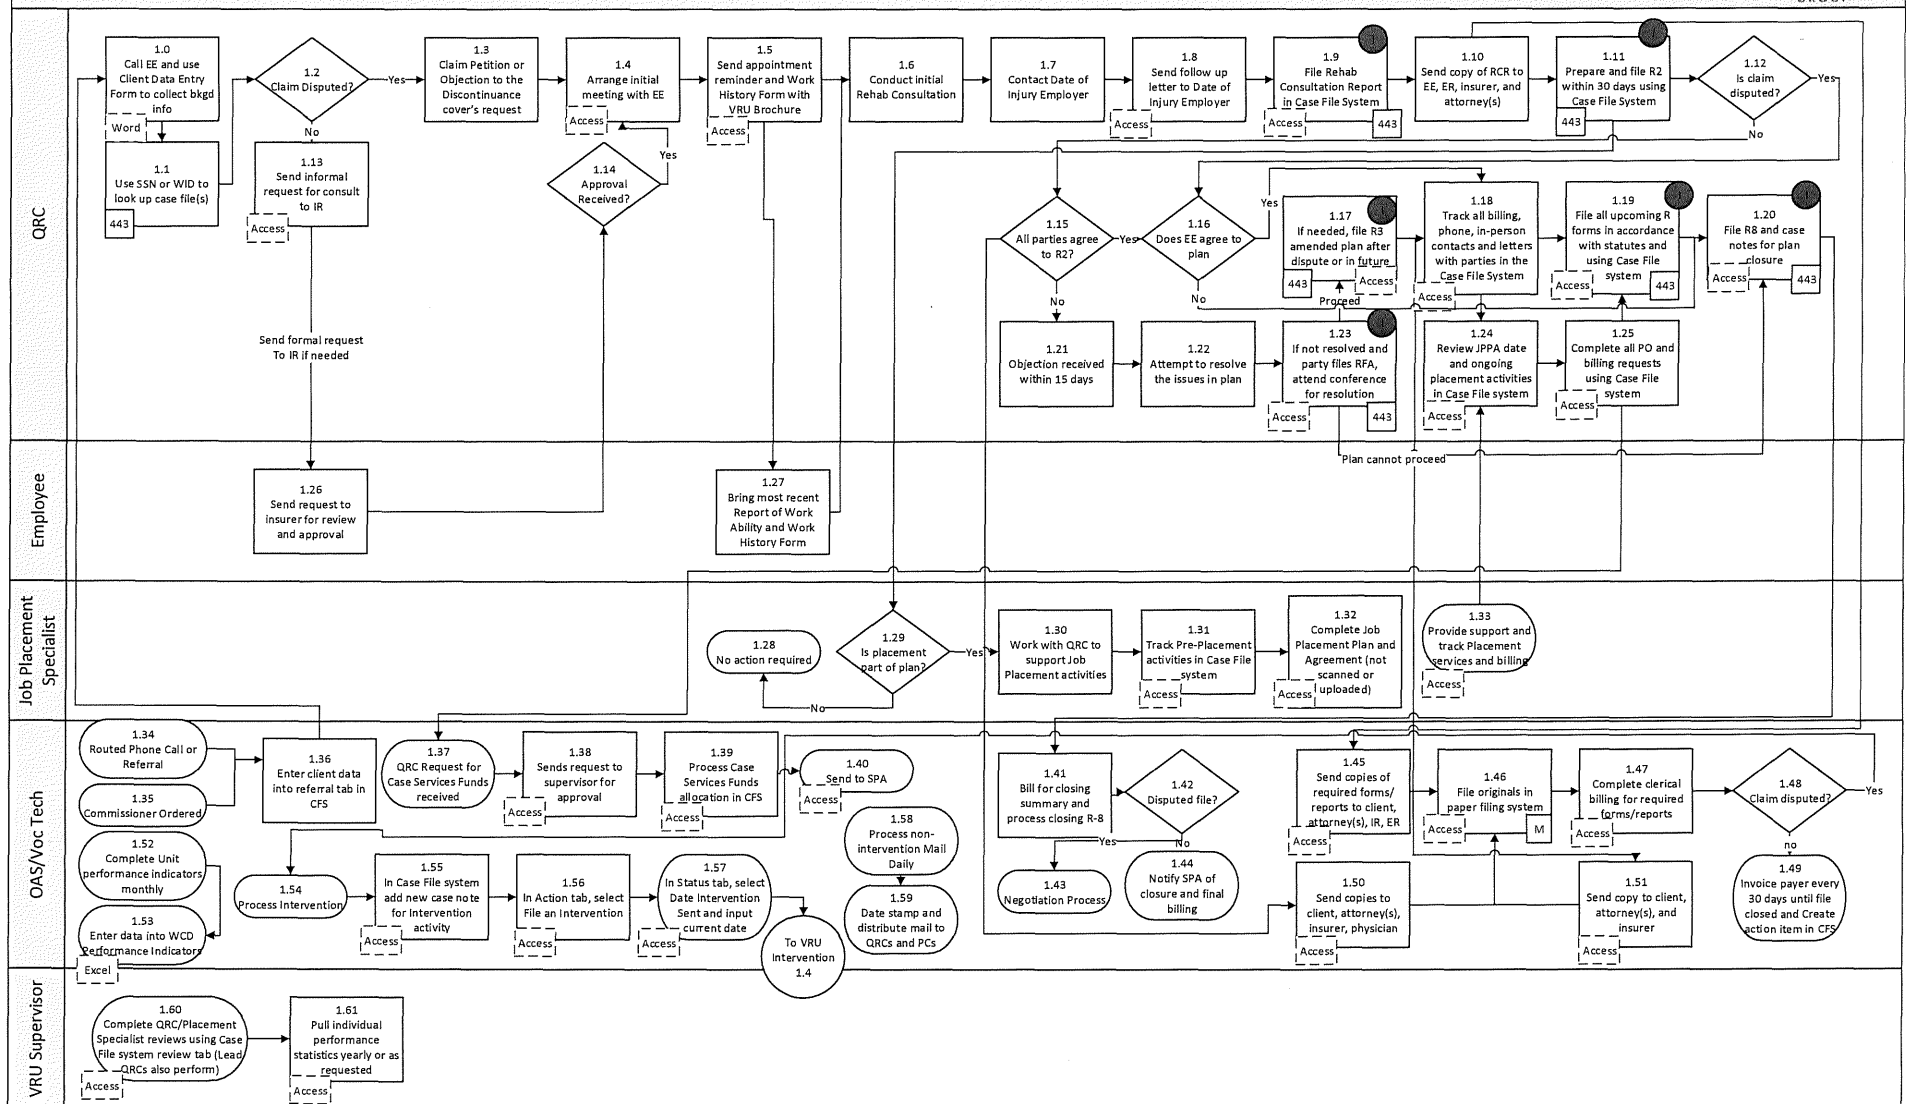 QRC
1.0
Call EE and use
Client Data Entry
Form to collect bkgd
info
Word
1.1
Use SSN or WID to
look up case file(s)
443
1.2
Claim Disputed?
Yes
No
1.13
Send informal
request for consult
to IR
Access
Send formal request
To IR if needed
1.3
Claim Petition or
Objection to the
Discontinuance
cover's request
1.4
Arrange initial
meeting with EE
Access
Yes
1.14
Approval
Received?
1.5
Send appointment
reminder and Work
History Form with
VRU Brochure
Access
1.6
Conduct initial
Rehab Consultation
1.7
Contact Date of
Injury Employer
1.8
Send follow up
letter to Date of
Injury Employer
Access
1.9
File Rehab
Consultation Report
in Case File System
Access
443
1.10
Send copy of RCR to
EE, ER, insurer, and
attorney(s)
1.11
Prepare and file R2
within 30 days using
Case File System
443
1.12
Is claim
disputed?
Yes
No
1.15
All parties agree
to R2?
Yes
No
1.16
Does EE agree to
plan
Yes
No
1.17
If needed, file R3
amended plan after
dispute or in future
443
Access
Proceed
1.18
Track all billing,
phone, in-person
contacts and letters
with parties in the
Case File System
Access
1.19
File all upcoming R
forms in accordance
with statutes and
using Case File
system
Access
443
1.20
File R8 and case
notes for plan
closure
Access
443
1.21
Objection received
within 15 days
1.22
Attempt to resolve
the issues in plan
1.23
If not resolved and
party files RFA,
attend conference
for resolution
Access
443
1.24
Review JPPA date
and ongoing
placement activities
in Case File system
Access
1.25
Complete all PO and
billing requests
using Case File
system
Access
Plan cannot proceed
Employee
1.26
Send request to
insurer for review
and approval
1.27
Bring most recent
Report of Work
Ability and Work
History Form
Job Placement
Specialist
1.28
No action required
1.29
Is placement
part of plan?
Yes
No
1.30
Work with QRC to
support Job
Placement activities
1.31
Track Pre-Placement
activities in Case File
system
Access
1.32
Complete Job
Placement Plan and
Agreement (not
scanned or
uploaded)
Access
1.33
Provide support and
track Placement
services and billing
Access
OAS/Voc Tech
1.34
Routed Phone Call or
Referral
1.35
Commissioner Ordered
1.36
Enter client data
into referral tab in
CFS
1.37
QRC Request for
Case Services Funds
received
1.38
Sends request to
supervisor for
approval
Access
1.39
Process Case
Services Funds
allocation in CFS
Access
1.40
Send to SPA
Access
1.41
Bill for closing
summary and
process closing R-8
1.42
Disputed file?
Yes
No
1.43
Negotiation Process
1.44
Notify SPA of
closure and final
billing
1.45
Send copies of
required forms/
reports to client,
attorney(s), IR, ER
Access
1.46
File originals in
paper filing system
Access
M
1.47
Complete clerical
billing for required
forms/reports
Access
1.48
Claim disputed?
Yes
no
1.49
Invoice payer every
30 days until file
closed and Create
action item in CFS
1.50
Send copies to
client, attorney(s),
insurer, physician
Access
1.51
Send copy to client,
attorney(s), and
insurer
Access
1.52
Complete Unit
performance indicators
monthly
1.53
Enter data into WCD
Performance Indicators
Excel
1.54
Process Intervention
1.55
In Case File system
add new case note
for Intervention
activity
Access
1.56
In Action tab, select
File an Intervention
Access
1.57
In Status tab, select
Date Intervention
Sent and input
current date
Access
To VRU
Intervention
1.4
1.58
Process non-
intervention Mail
Daily
1.59
Date stamp and
distribute mail to
QRCs and PCs
VRU Supervisor
1.60
Complete QRC/Placement
Specialist reviews using Case
File system review tab (Lead
QRCs also perform)
Access
1.61
Pull individual
performance
statistics yearly or as
requested
Access